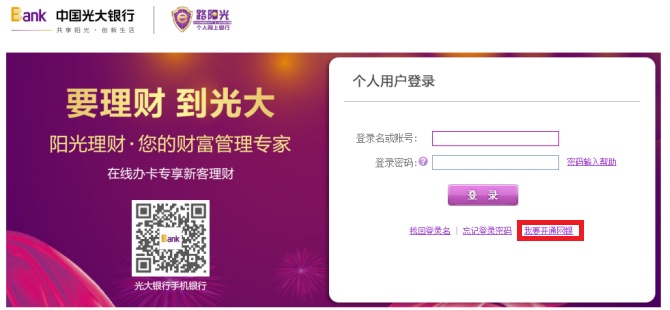 Bank 中国光大银行
共享阳光·创新生活
e路阳光
个人网上银行
要理财 到光大
阳光理财·您的财富管理专家
在线办卡专享新客理财
Bank
光大银行手机银行
个人用户登录
登录名或账号：
登录密码: ? 密码输入帮助
登 录
找回登录名 | 忘记登录密码 我要开通网银